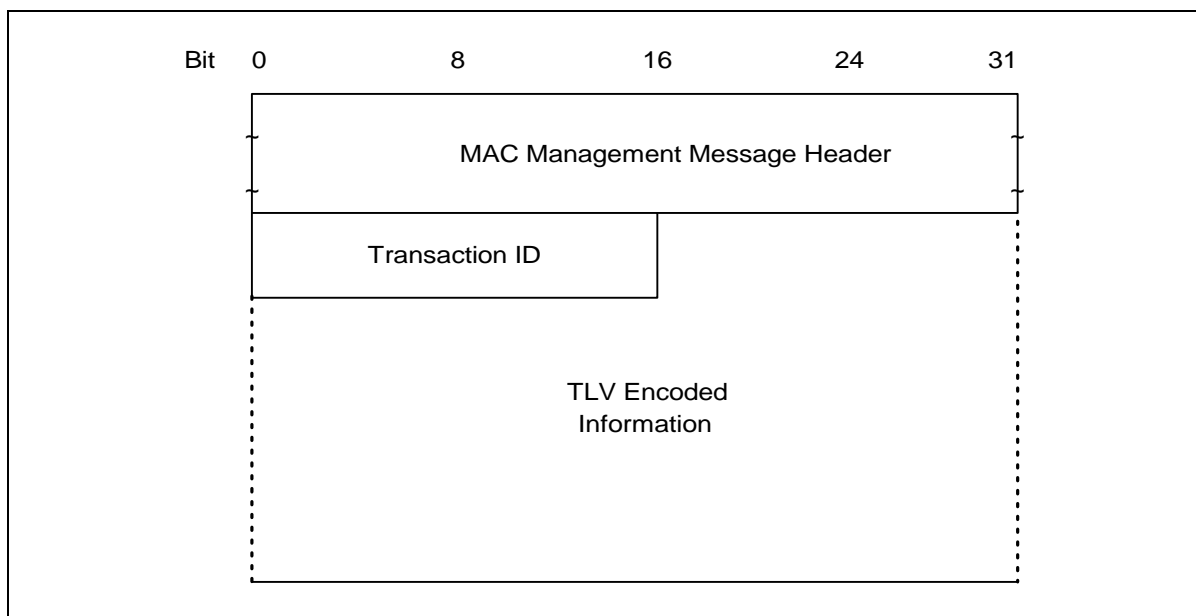 Bit 0 8 16 24 31
MAC Management Message Header
Transaction ID
TLV Encoded
Information